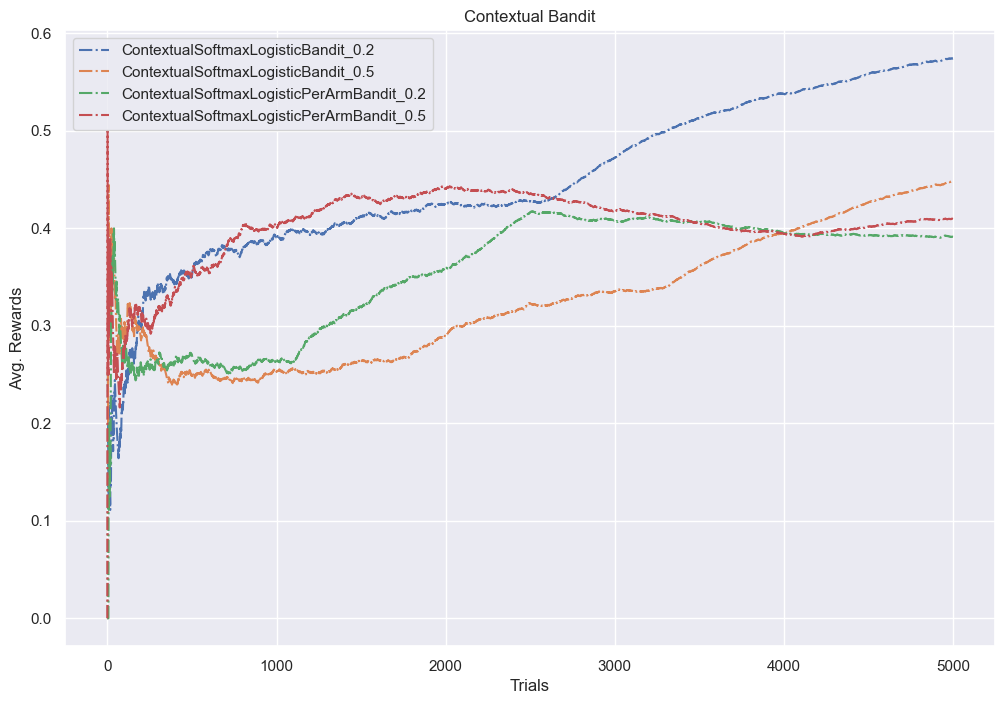 Contextual Bandit
ContextualSoftmaxLogisticBandit_0.2
ContextualSoftmaxLogisticBandit_0.5
ContextualSoftmaxLogisticPerArmBandit_0.2
ContextualSoftmaxLogisticPerArmBandit_0.5
0.6
0.5
0.4
0.3
0.2
0.1
0.0
Avg. Rewards
0 1000 2000 3000 4000 5000
Trials